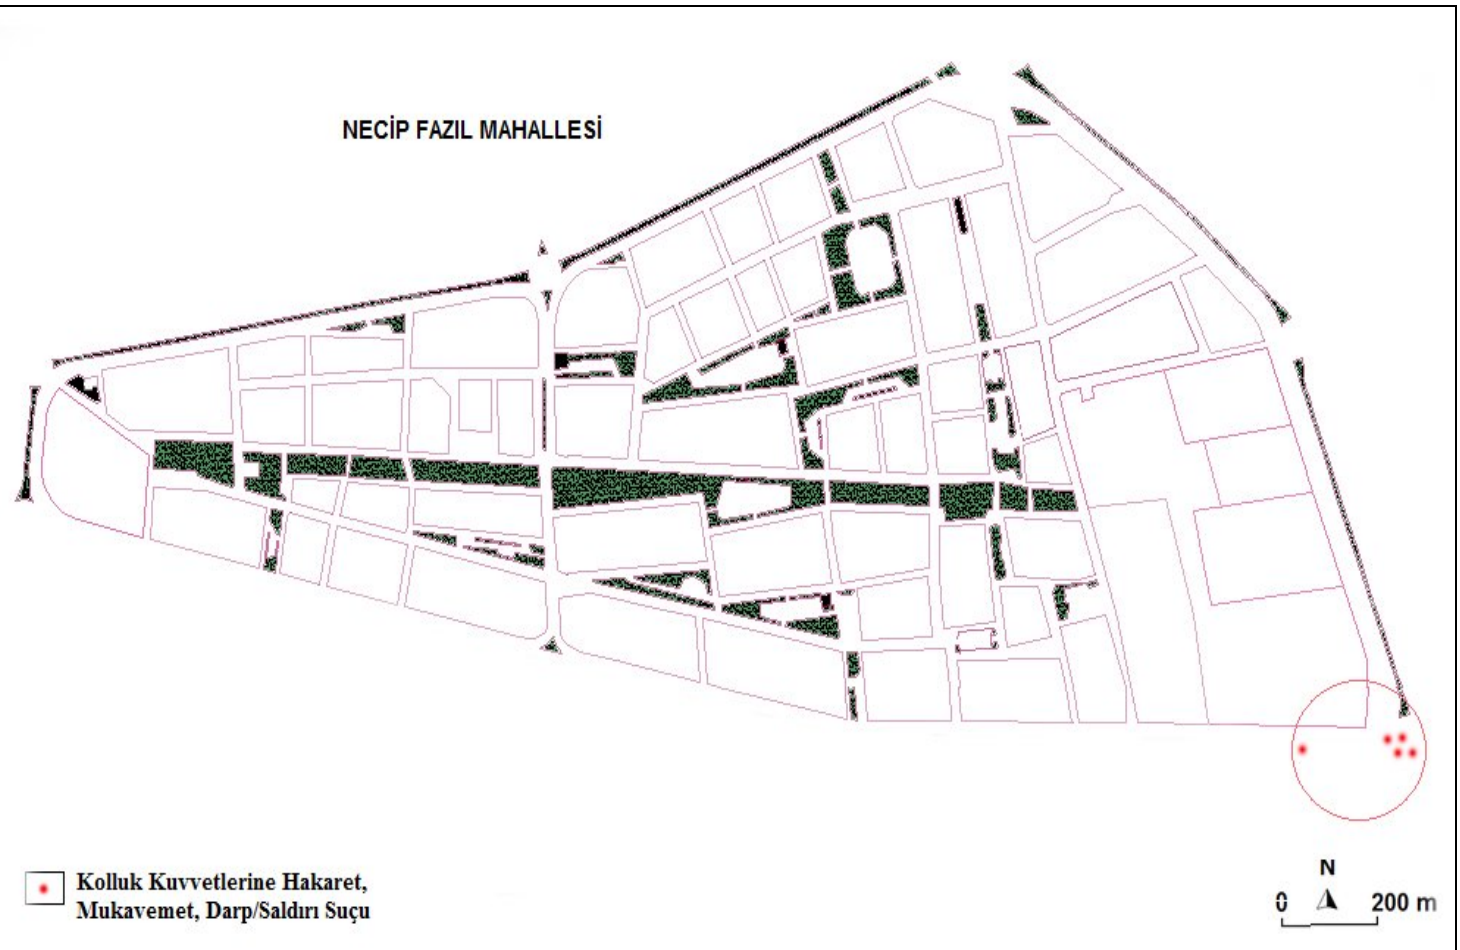 NECİP FAZIL MAHALLESİ
Kolluk Kuvvetlerine Hakaret,
Mukavemet, Darp/Saldırı Suçu
N
0 200 m